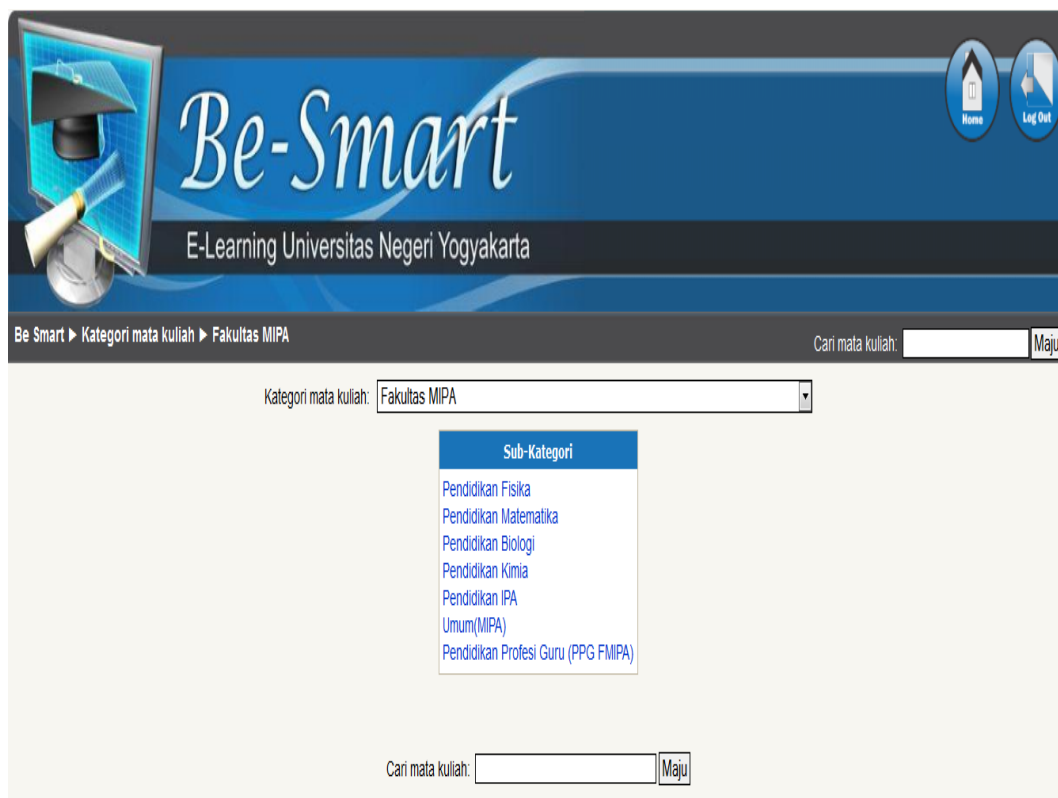 Be-Smart
E-Learning Universitas Negeri Yogyakarta
Home
Log Out
Be Smart ► Kategori mata kuliah ► Fakultas MIPA
Cari mata kuliah: Maju
Kategori mata kuliah: Fakultas MIPA
Sub-Kategori
Pendidikan Fisika
Pendidikan Matematika
Pendidikan Biologi
Pendidikan Kimia
Pendidikan IPA
Umum(MIPA)
Pendidikan Profesi Guru (PPG FMIPA)
Cari mata kuliah: Maju